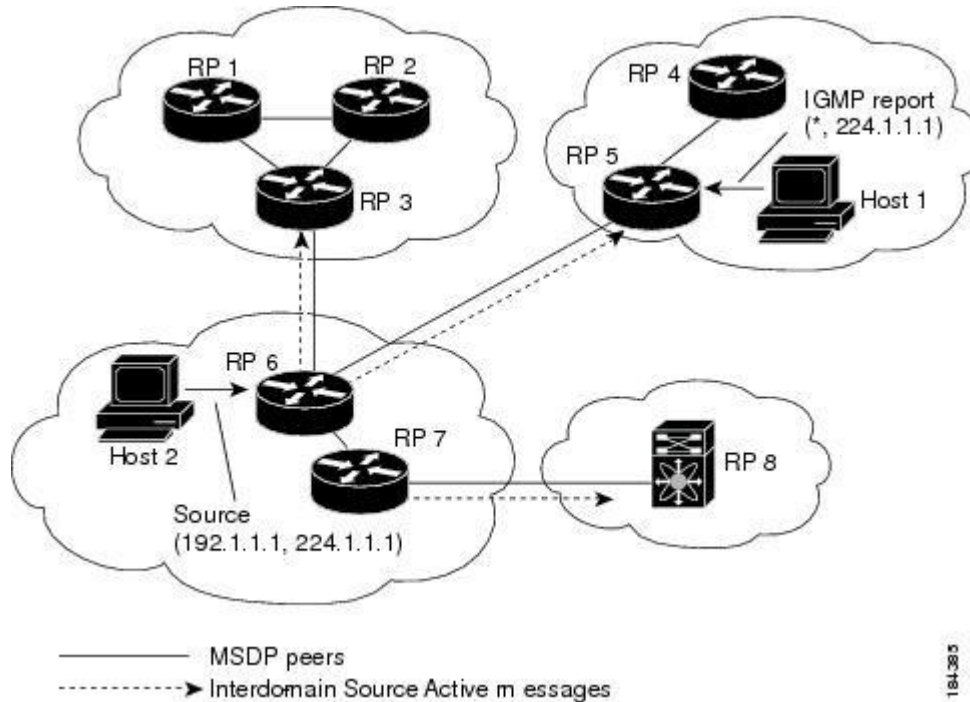 RP 1
RP 2
RP 3
RP 4
IGMP report
(*, 224.1.1.1)
RP 5
Host 1
RP 6
Host 2
RP 7
RP 8
Source
(192.1.1.1, 224.1.1.1)
MSDP peers
Interdomain Source Active m essages
184385